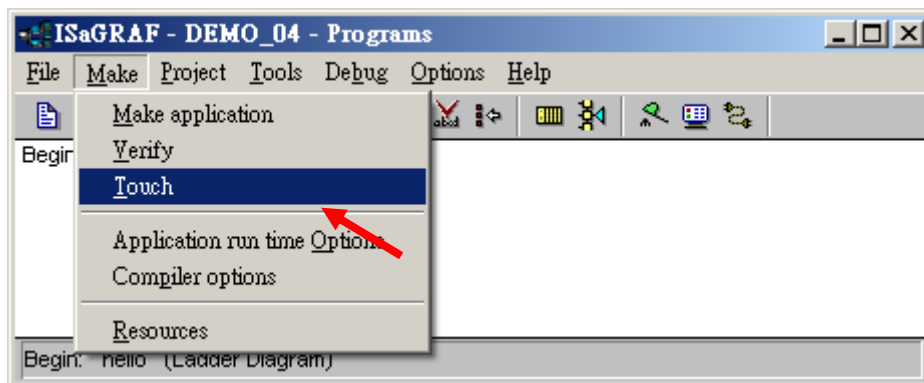 ISaGRAF - DEMO_04 - Programs
File Make Project Tools Debug Options Help
Make application
Verify
Touch
Application run time Options
Compiler options
Resources
Begin: hello (Ladder Diagram)